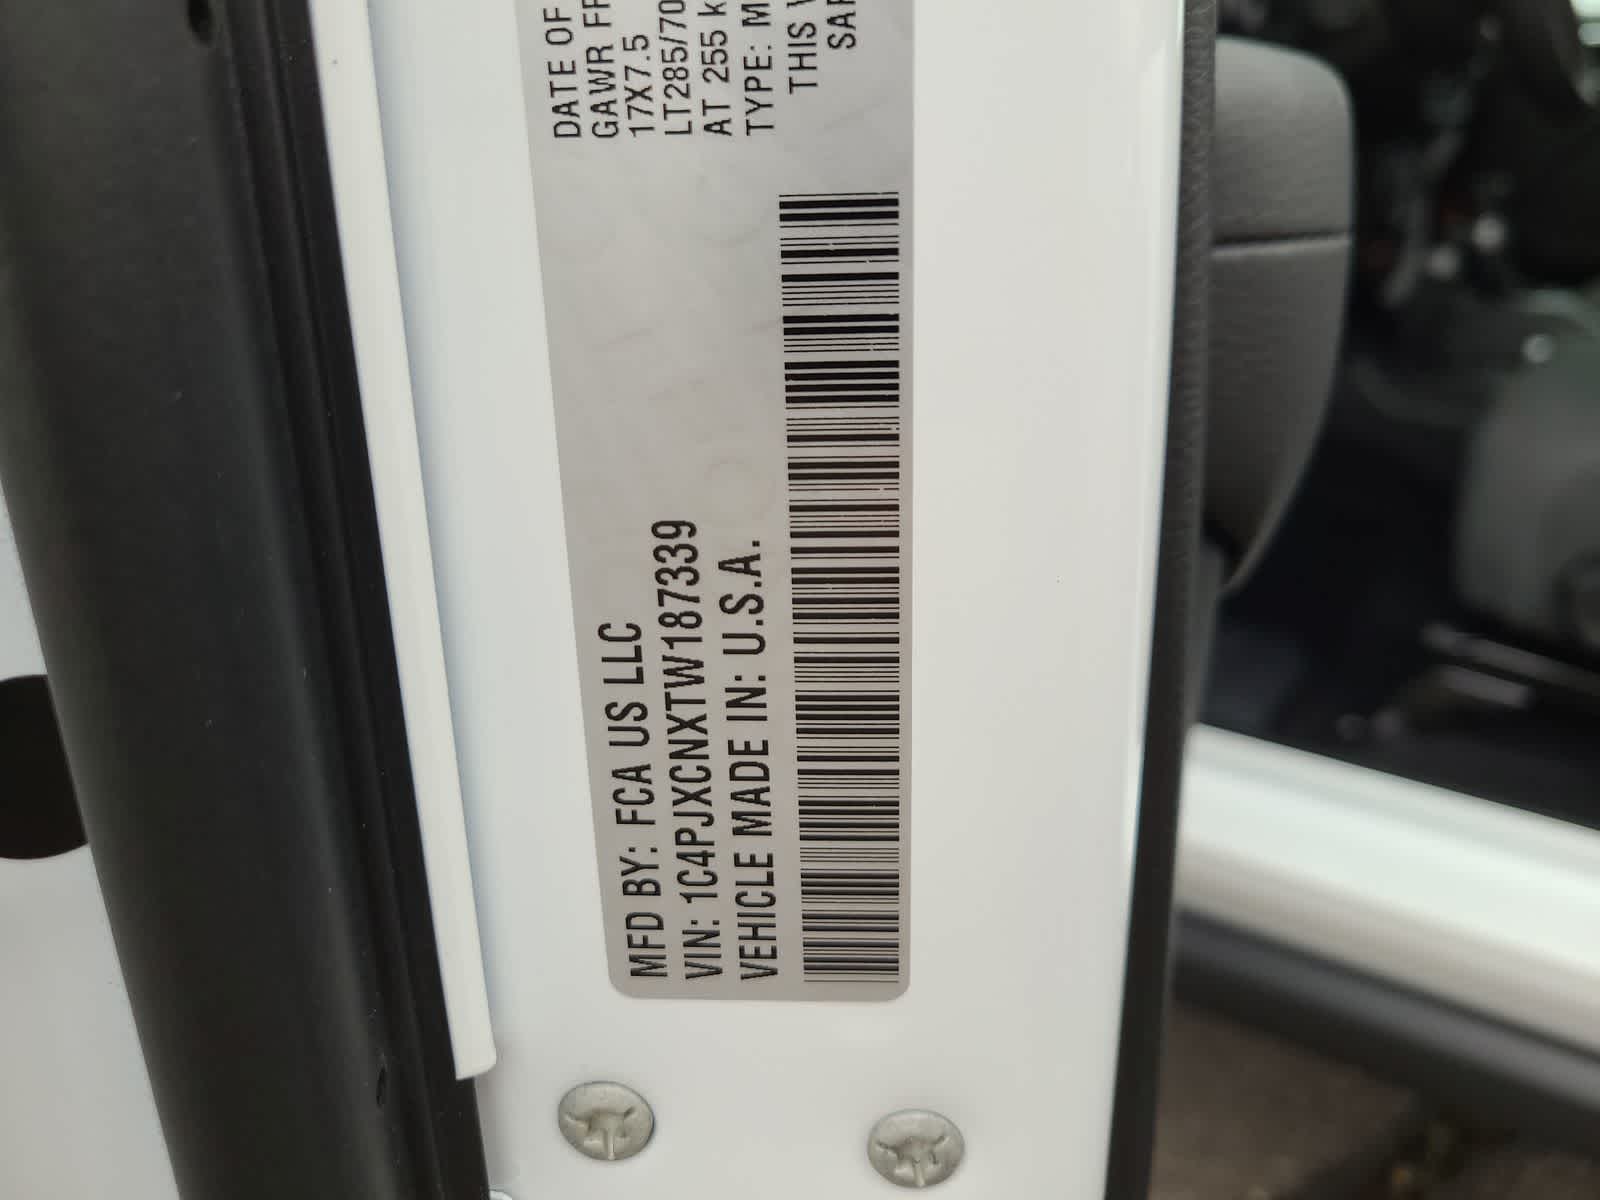 MFD BY: FCA US LLC
VIN: 1C4PJXCNXTW187339
VEHICLE MADE IN: U.S.A.
DATE OF
GAWR FR
17X7.5
LT285/70
AT 255 k
TYPE: M
THIS V
SAF